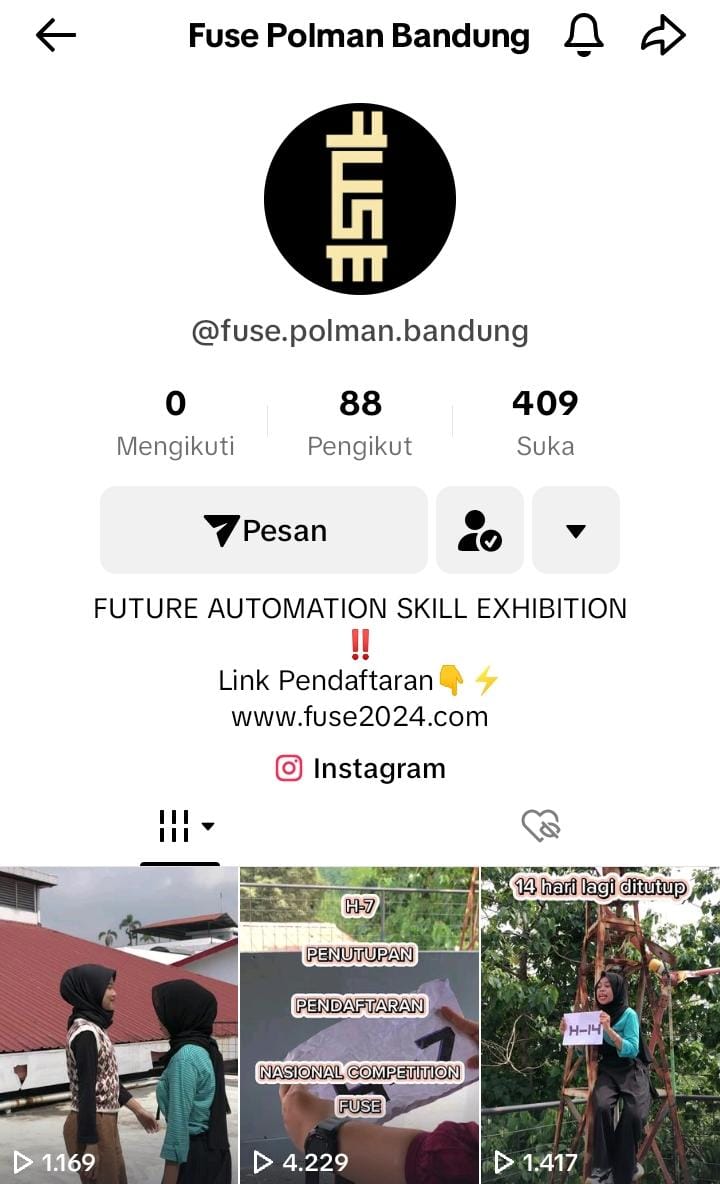 Fuse Polman Bandung
FUSE
@fuse.polman.bandung
0 88 409
Mengikuti Pengikut Suka
Pesan
FUTURE AUTOMATION SKILL EXHIBITION
‼️
Link Pendaftaran👇⚡
www.fuse2024.com
Instagram
1.169
H-7
PENUTUPAN
PENDAFTARAN
NASIONAL COMPETITION
FUSE
7
4.229
14 hari lagi ditutup
H-14
1.417